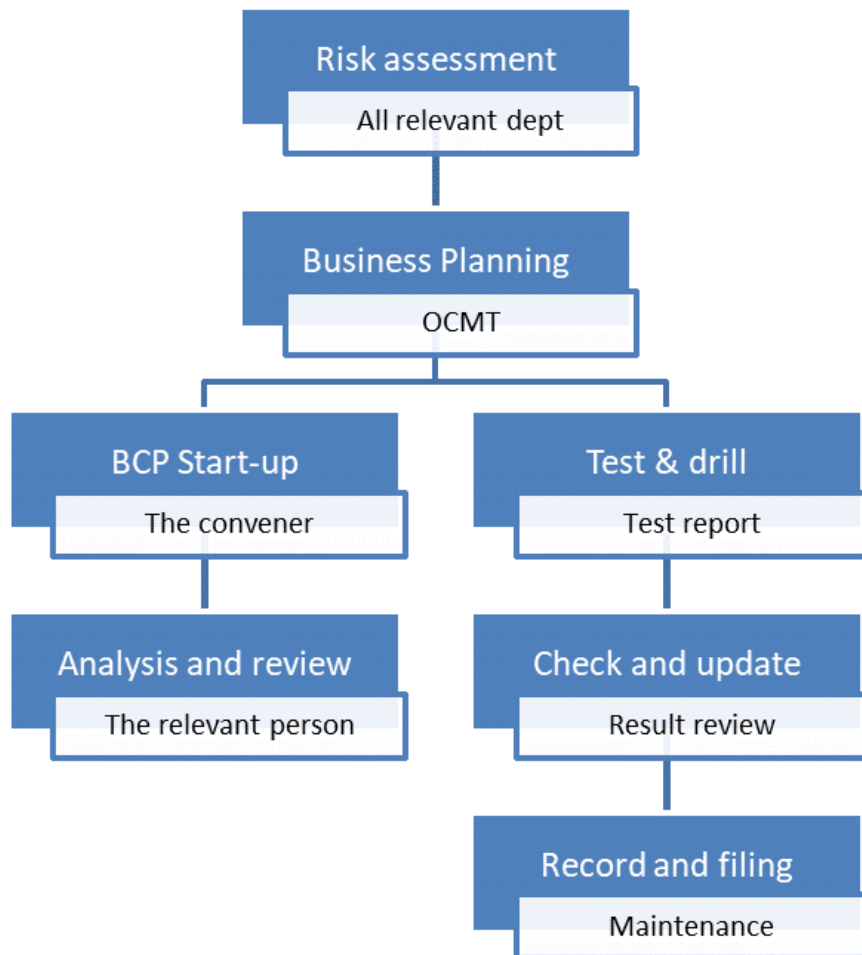 Risk assessment
All relevant dept
Business Planning
OCMT
BCP Start-up
The convener
Analysis and review
The relevant person
Test & drill
Test report
Check and update
Result review
Record and filing
Maintenance